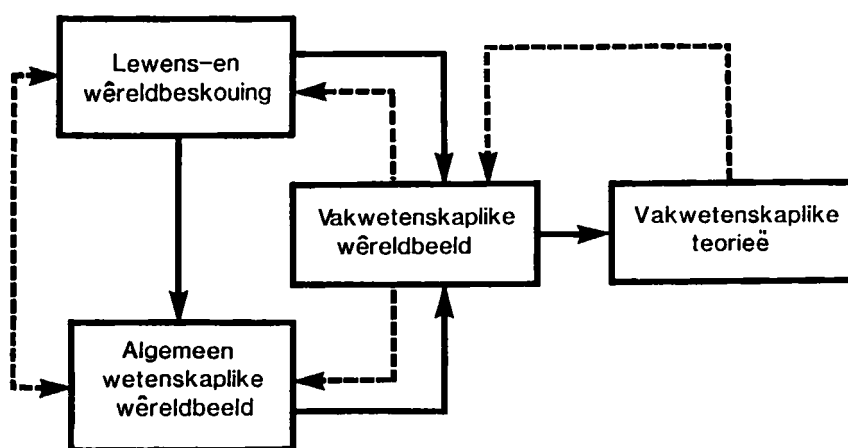 Lewens-en
wêreldbeskouing
Vakwetenskaplike
wêreldbeeld
Vakwetenskaplike
teorieë
Algemeen
wetenskaplike
wêreldbeeld